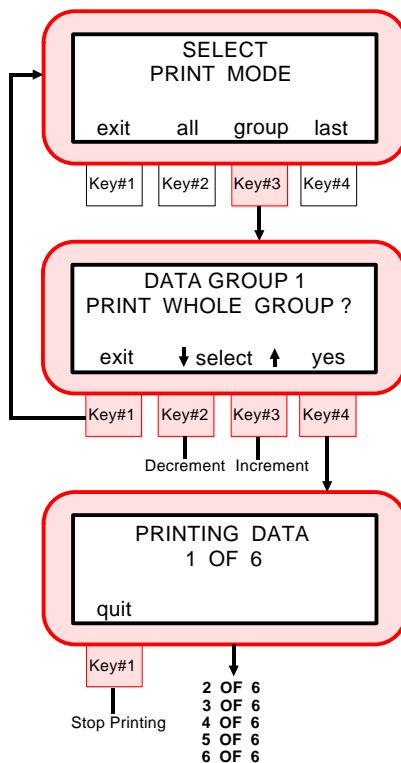 SELECT
PRINT MODE
exit all group last
Key#1 Key#2 Key#3 Key#4
DATA GROUP 1
PRINT WHOLE GROUP ?
exit select yes
Key#1 Key#2 Key#3 Key#4
Decrement Increment
PRINTING DATA
1 OF 6
quit
Key#1
Stop Printing
2 OF 6
3 OF 6
4 OF 6
5 OF 6
6 OF 6